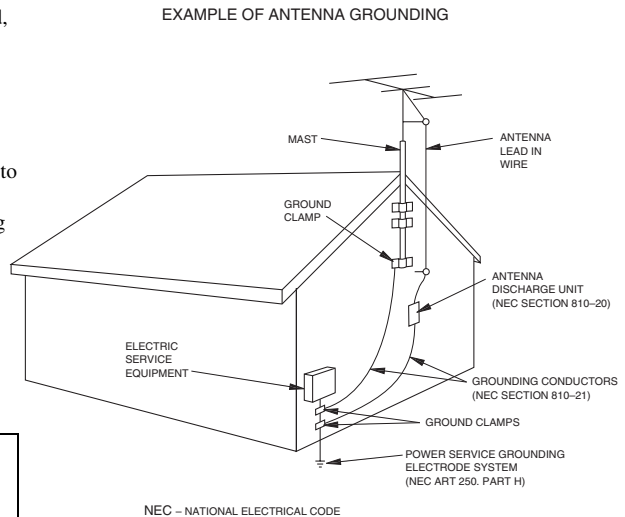 l,
to
g
EXAMPLE OF ANTENNA GROUNDING
MAST
ANTENNA
LEAD IN
WIRE
GROUND
CLAMP
ANTENNA
DISCHARGE UNIT
(NEC SECTION 810–20)
ELECTRIC
SERVICE
EQUIPMENT
GROUNDING CONDUCTORS
(NEC SECTION 810–21)
GROUND CLAMPS
POWER SERVICE GROUNDING
ELECTRODE SYSTEM
(NEC ART 250. PART H)
NEC – NATIONAL ELECTRICAL CODE